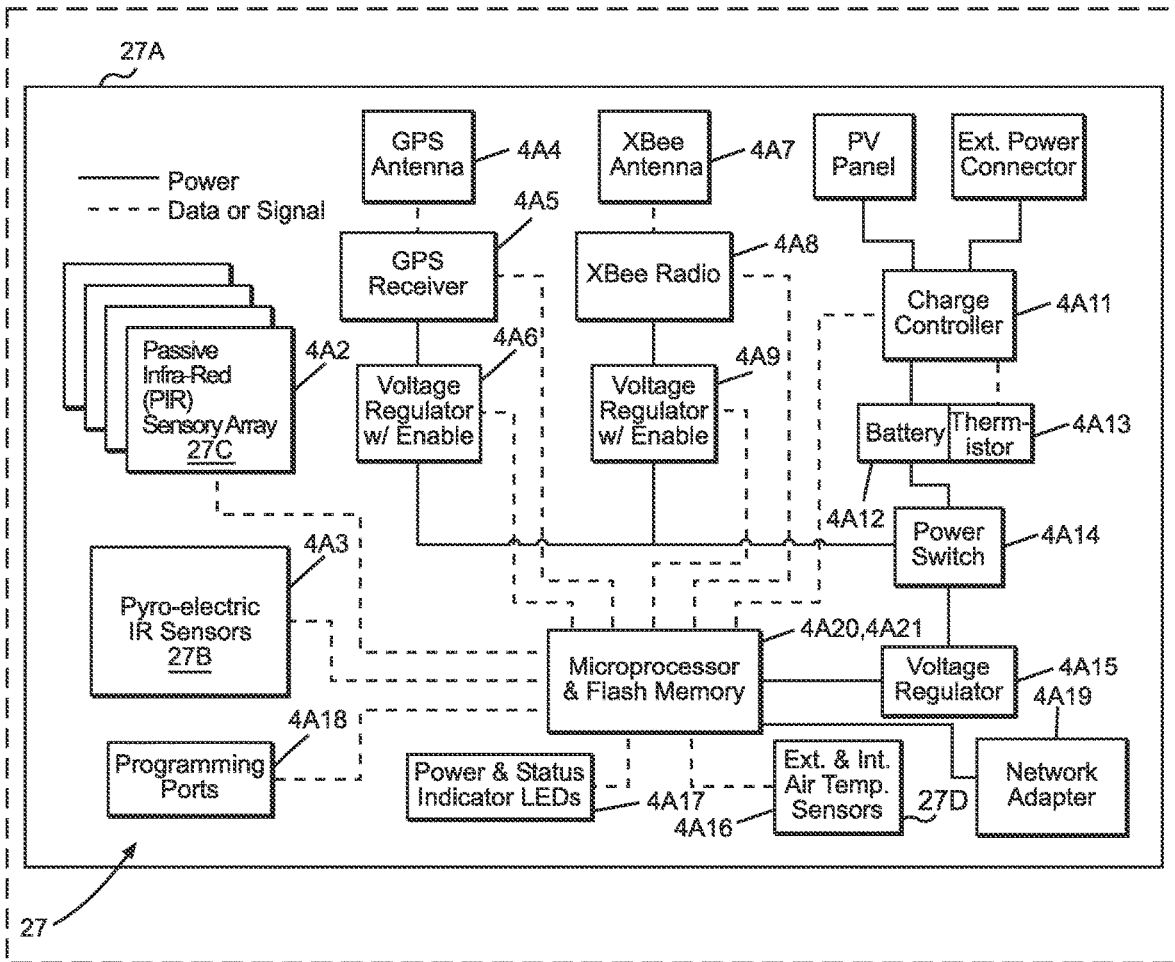 27A
Power
Data or Signal
GPS
Antenna
4A4
XBee
Antenna
4A7
PV
Panel
Ext. Power
Connector
GPS
Receiver
4A5
XBee Radio
4A8
Charge
Controller
4A11
Passive
Infra-Red
(PIR)
Sensory Array
27C
4A2
Voltage
Regulator
w/ Enable
4A6
Voltage
Regulator
w/ Enable
4A9
Battery
Therm-
istor
4A13
4A12
Power
Switch
4A14
Pyro-electric
IR Sensors
27B
4A3
Microprocessor
& Flash Memory
4A20,4A21
Voltage
Regulator
4A15
4A19
Programming
Ports
4A18
Power & Status
Indicator LEDs
4A17
Ext. & Int.
Air Temp.
Sensors
4A16
27D
Network
Adapter
27